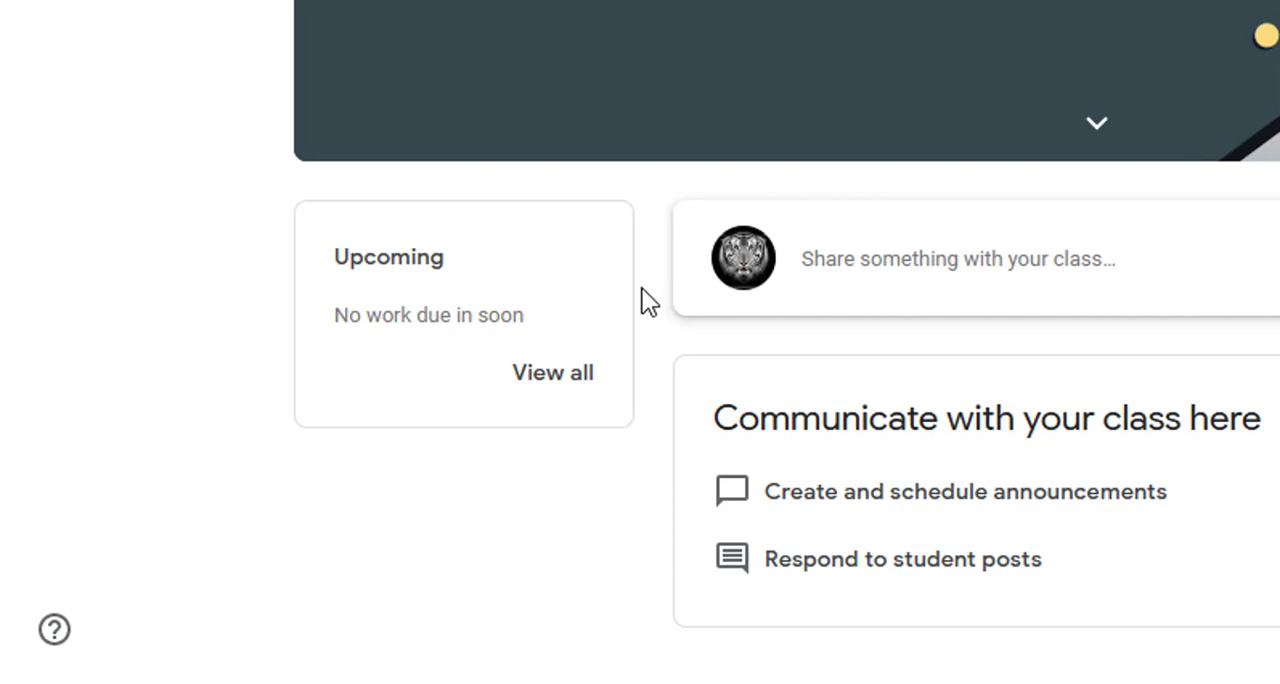 Upcoming
No work due in soon
View all
Share something with your class...
Communicate with your class here
Create and schedule announcements
Respond to student posts